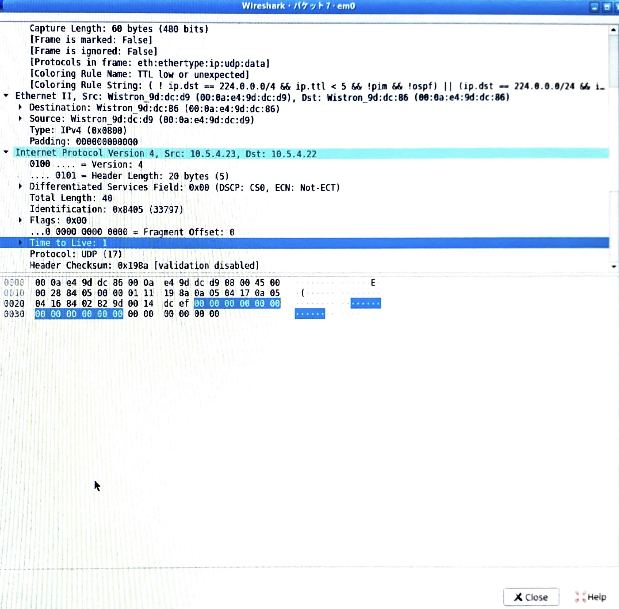 Wireshark · パケット 7 · em0
Capture Length: 60 bytes (480 bits)
[Frame is marked: False]
[Frame is ignored: False]
[Protocols in frame: eth:ethertype:ip:udp:data]
[Coloring Rule Name: TTL low or unexpected]
[Coloring Rule String: ( ! ip.dst == 224.0.0.0/4 && ip.ttl < 5 && !pim && !ospf) || (ip.dst == 224.0.0.0/24 && i…
Ethernet II, Src: Wistron_9d:dc:d9 (00:0a:e4:9d:dc:d9), Dst: Wistron_9d:dc:86 (00:0a:e4:9d:dc:86)
Destination: Wistron_9d:dc:86 (00:0a:e4:9d:dc:86)
Source: Wistron_9d:dc:d9 (00:0a:e4:9d:dc:d9)
Type: IPv4 (0x0800)
Padding: 000000000000
Internet Protocol Version 4, Src: 10.5.4.23, Dst: 10.5.4.22
0100 .... = Version: 4
.... 0101 = Header Length: 20 bytes (5)
Differentiated Services Field: 0x00 (DSCP: CS0, ECN: Not-ECT)
Total Length: 40
Identification: 0x8405 (33797)
Flags: 0x00
...0 0000 0000 0000 = Fragment Offset: 0
Time to Live: 1
Protocol: UDP (17)
Header Checksum: 0x198a [validation disabled]
0000 00 0a e4 9d dc 86 00 0a e4 9d dc d9 08 00 45 00 E
0010 00 28 84 05 00 00 01 11 19 8a 0a 05 04 17 0a 05 (
0020 04 16 84 02 82 9d 00 14 dc ef 00 00 00 00 00 00
0030 00 00 00 00 00 00 00 00 00 00 00 00
Close Help